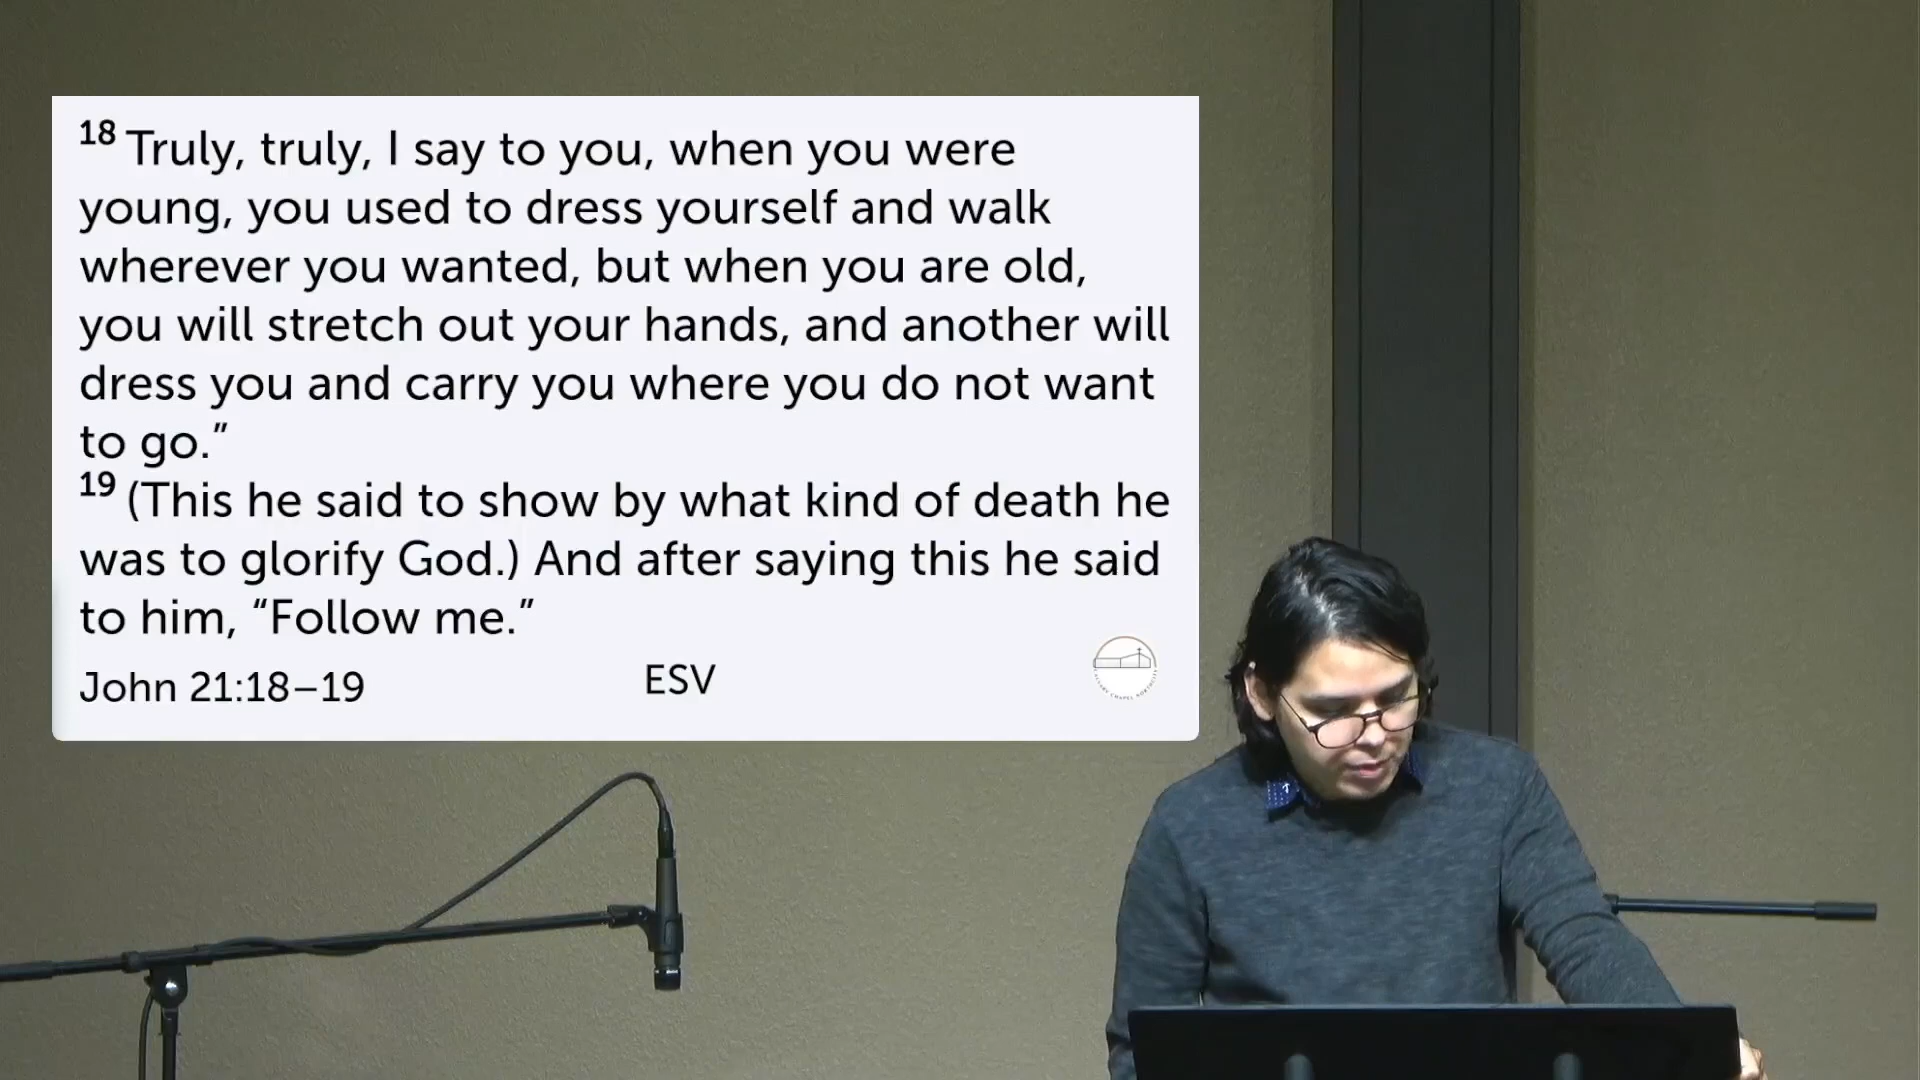 18 Truly, truly, I say to you, when you were
young, you used to dress yourself and walk
wherever you wanted, but when you are old,
you will stretch out your hands, and another will
dress you and carry you where you do not want
to go.”
19 (This he said to show by what kind of death he
was to glorify God.) And after saying this he said
to him, “Follow me.”
John 21:18–19 ESV